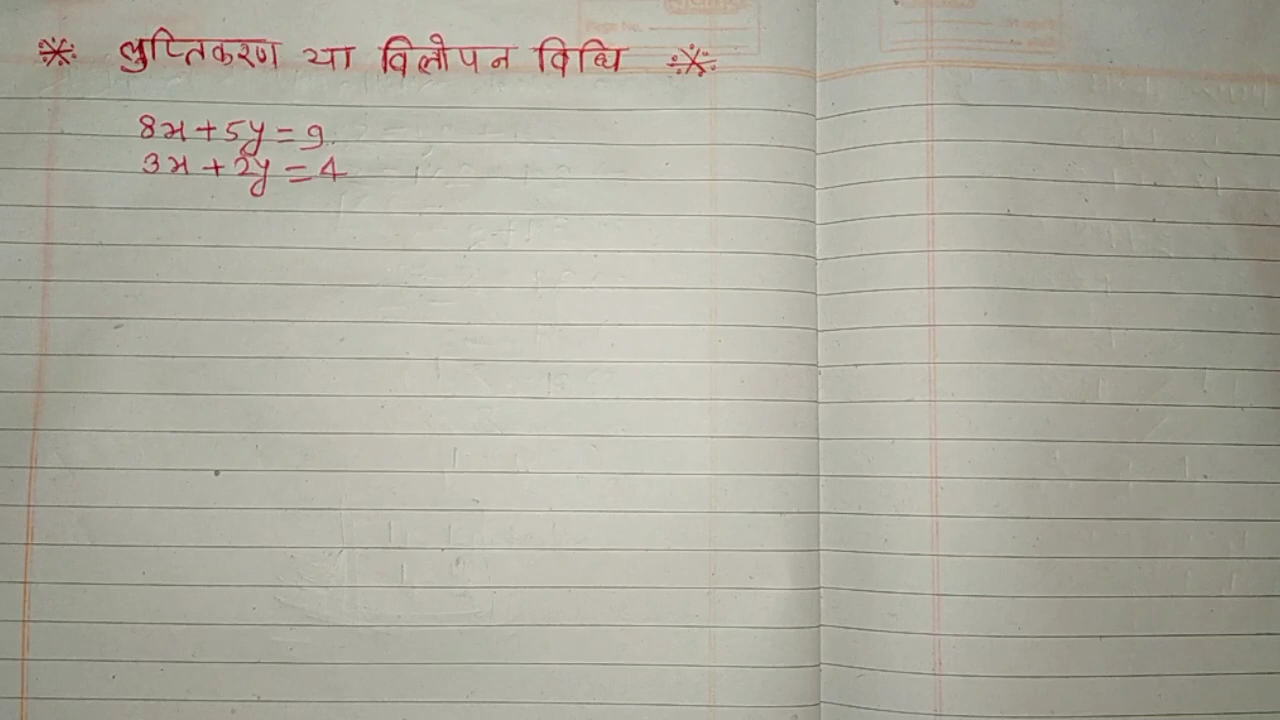 * लुप्तिकरण या विलोपन विधि *
8x+5y=9
3x+2y=4